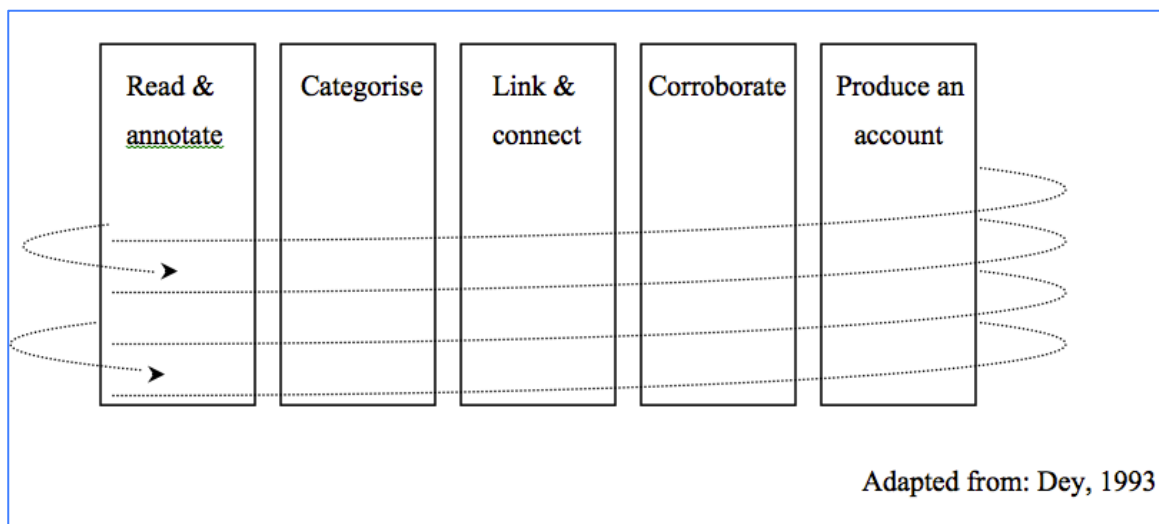 Read &
annotate
Categorise
Link &
connect
Corroborate
Produce an
account
Adapted from: Dey, 1993